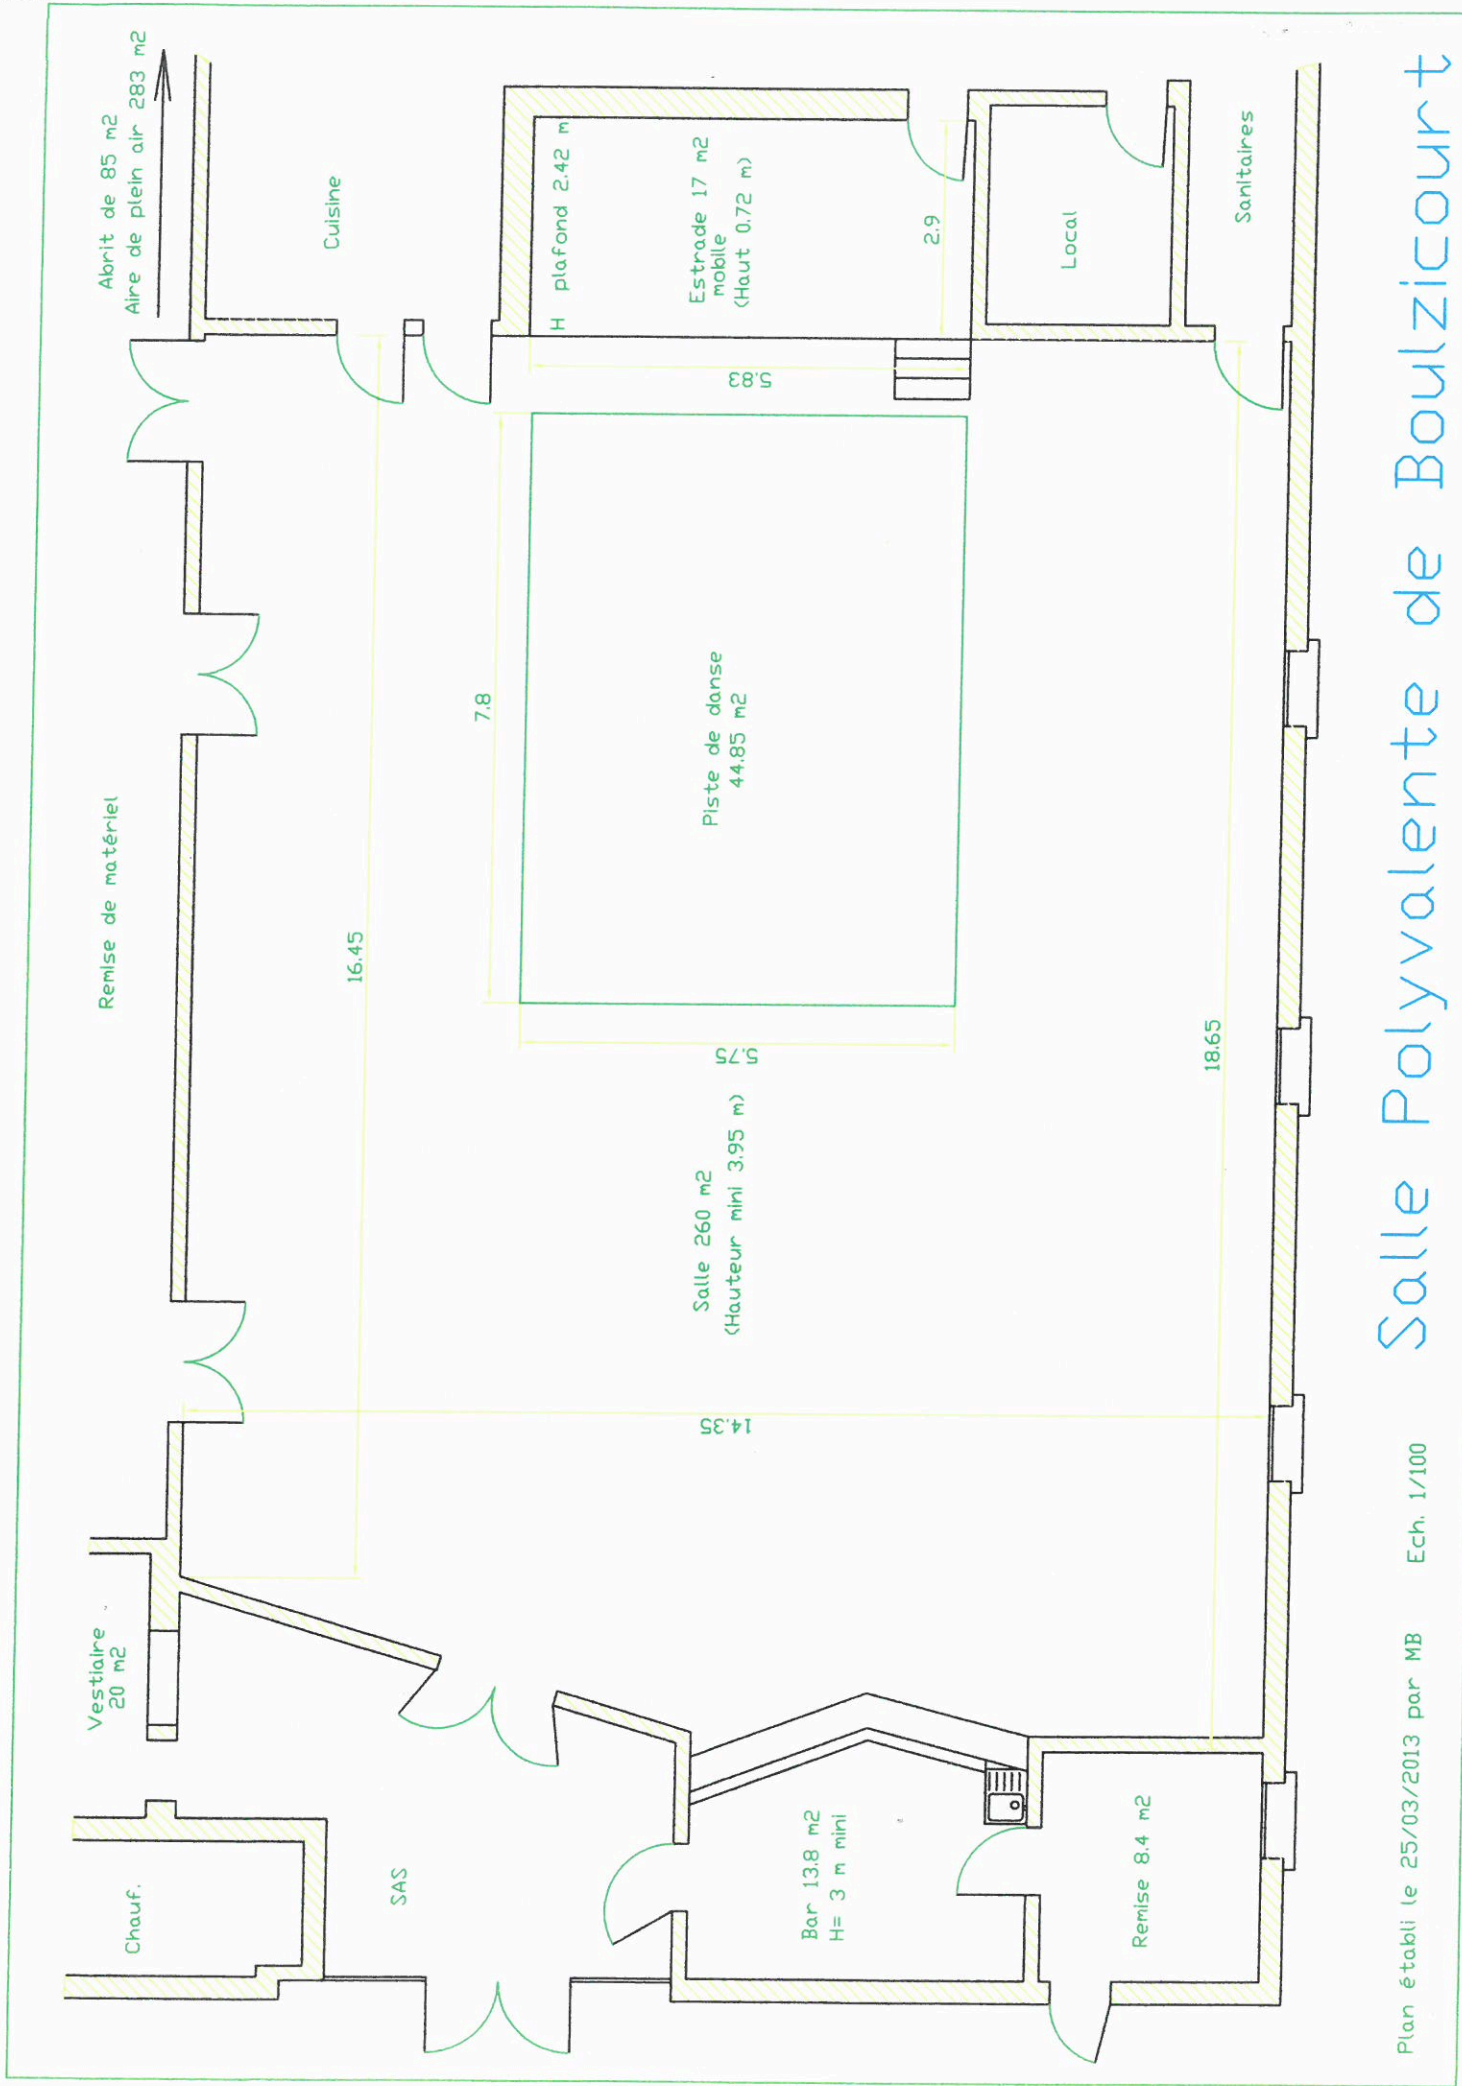 Abrit de 85 m2
Aire de plein air 283 m2
Remise de matériel
Vestiaire
20 m2
Chauf.
SAS
Cuisine
16.45
7.8
H plafond 2.42 m
Estrade 17 m2
mobile
(Haut 0.72 m)
5.83
2.9
Piste de danse
44.85 m2
5.75
Salle 260 m2
(Hauteur mini 3.95 m)
14.35
Bar 13.8 m2
H= 3 m mini
Local
Sanitaires
18.65
Remise 8.4 m2
Plan établi le 25/03/2013 par MB
Ech. 1/100
Salle Polyvalente de Boulzicourt